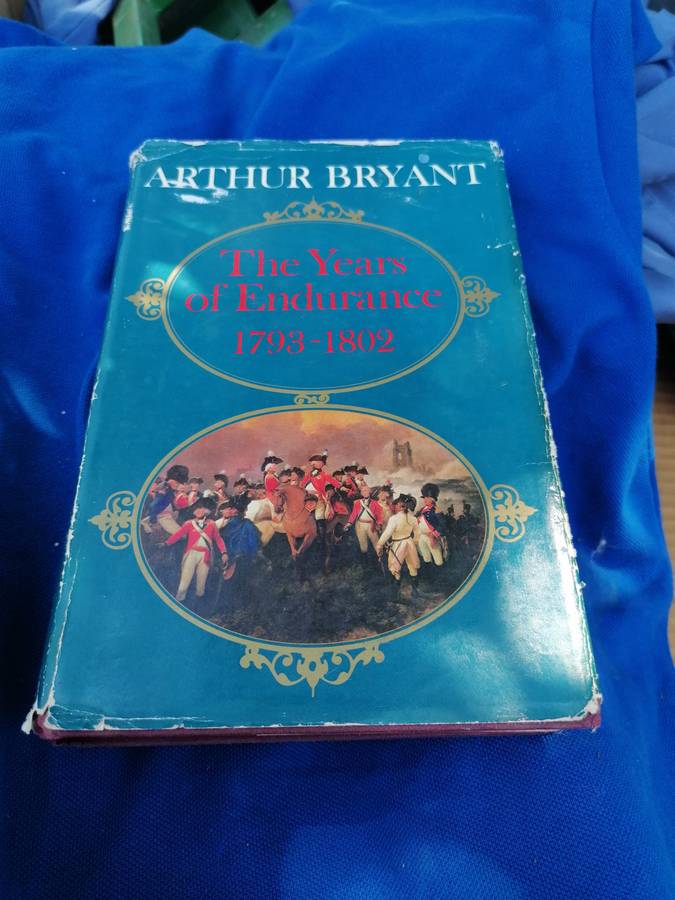 ARTHUR BRYANT
The Years
of Endurance
1793-1802